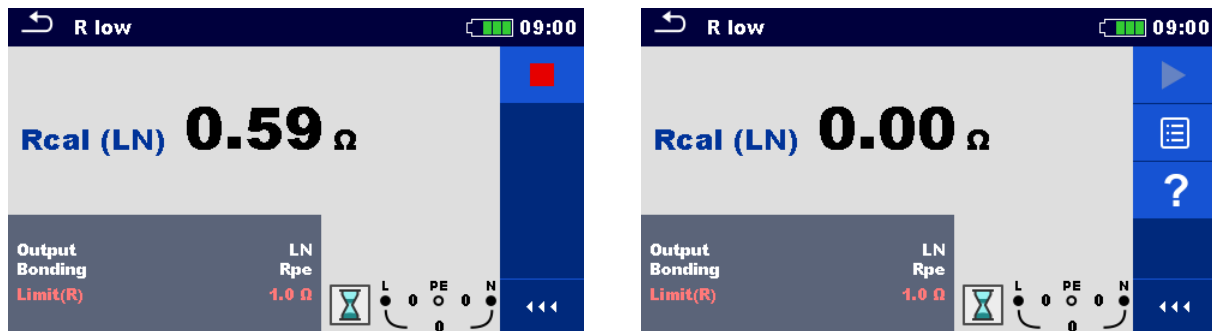 R low 09:00
Rcal (LN) 0.59 Ω
Output LN
Bonding Rpe
Limit(R) 1.0 Ω
L PE N
0 0
0
R low 09:00
Rcal (LN) 0.00 Ω
?
Output LN
Bonding Rpe
Limit(R) 1.0 Ω
L PE N
0 0
0